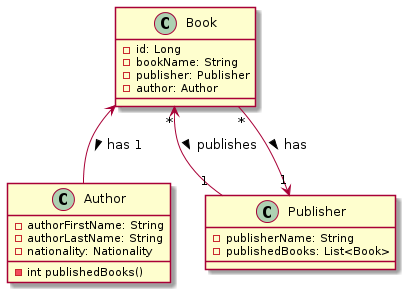 C Book
id: Long
bookName: String
publisher: Publisher
author: Author
* *
has 1 publishes has
1 1
C Author
authorFirstName: String
authorLastName: String
nationality: Nationality
int publishedBooks()
C Publisher
publisherName: String
publishedBooks: List<Book>